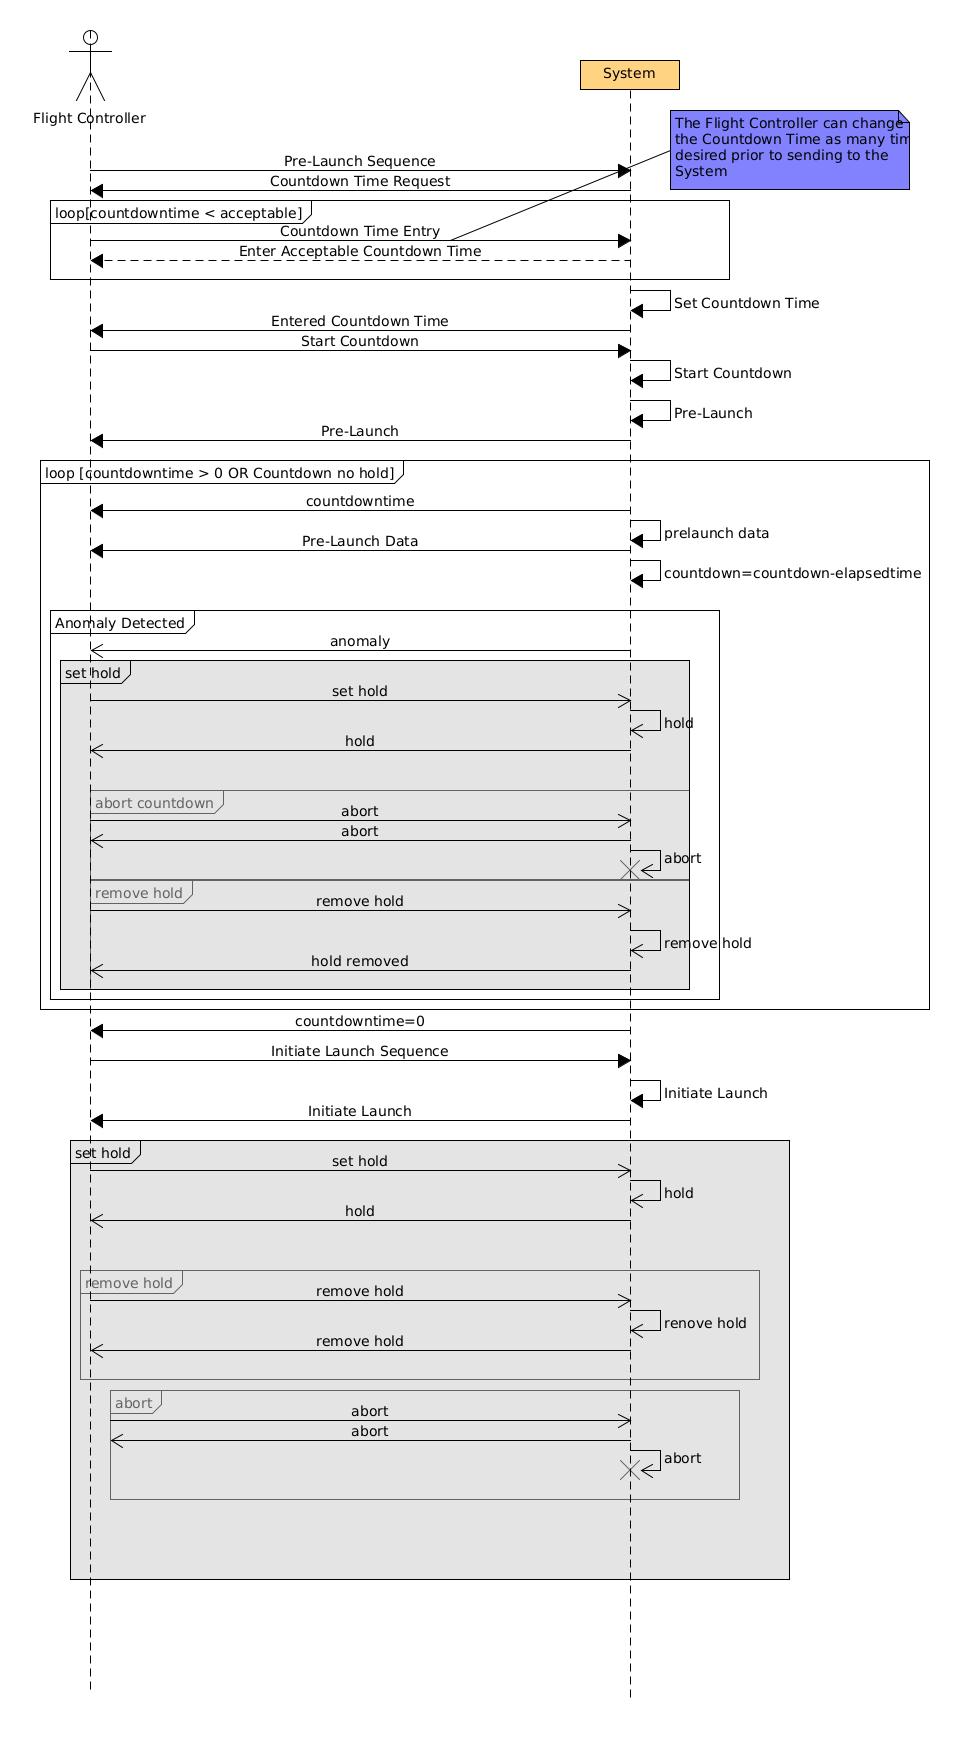 Flight Controller
System
The Flight Controller can change
the Countdown Time as many tim
desired prior to sending to the
System
Pre-Launch Sequence
Countdown Time Request
loop[countdowntime < acceptable]
Countdown Time Entry
Enter Acceptable Countdown Time
Set Countdown Time
Entered Countdown Time
Start Countdown
Start Countdown
Pre-Launch
Pre-Launch
loop [countdowntime > 0 OR Countdown no hold]
countdowntime
prelaunch data
Pre-Launch Data
countdown=countdown-elapsedtime
Anomaly Detected
anomaly
set hold
set hold
hold
hold
abort countdown
abort
abort
abort
remove hold
remove hold
remove hold
hold removed
countdowntime=0
Initiate Launch Sequence
Initiate Launch
Initiate Launch
set hold
set hold
hold
hold
remove hold
remove hold
renove hold
remove hold
abort
abort
abort
abort